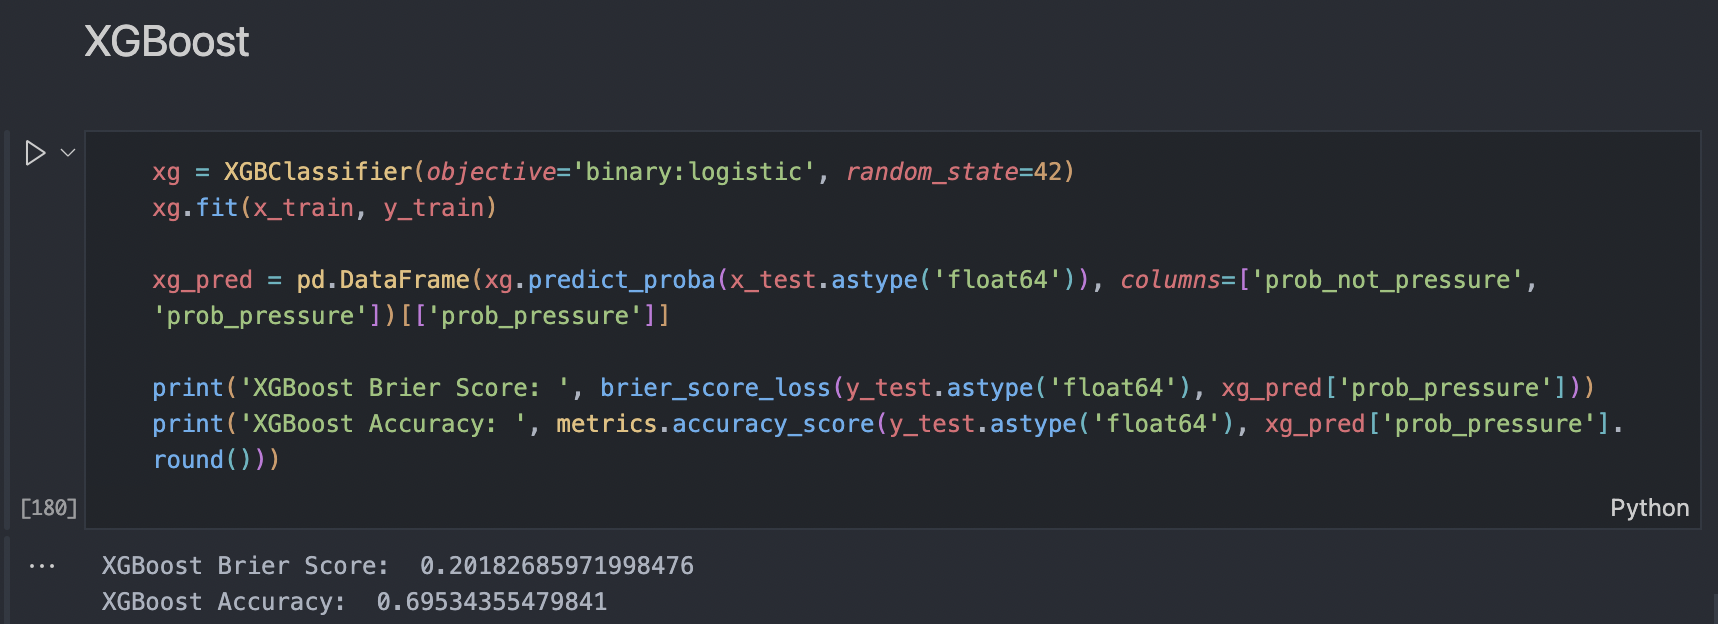 XGBoost
xg = XGBClassifier(objective='binary:logistic', random_state=42)
xg.fit(x_train, y_train)
xg_pred = pd.DataFrame(xg.predict_proba(x_test.astype('float64')), columns=['prob_not_pressure',
'prob_pressure'])[['prob_pressure']]
print('XGBoost Brier Score: ', brier_score_loss(y_test.astype('float64'), xg_pred['prob_pressure']))
print('XGBoost Accuracy: ', metrics.accuracy_score(y_test.astype('float64'), xg_pred['prob_pressure'].
round()))
[180]
Python
XGBoost Brier Score:  0.20182685971998476
XGBoost Accuracy:  0.69534355479841